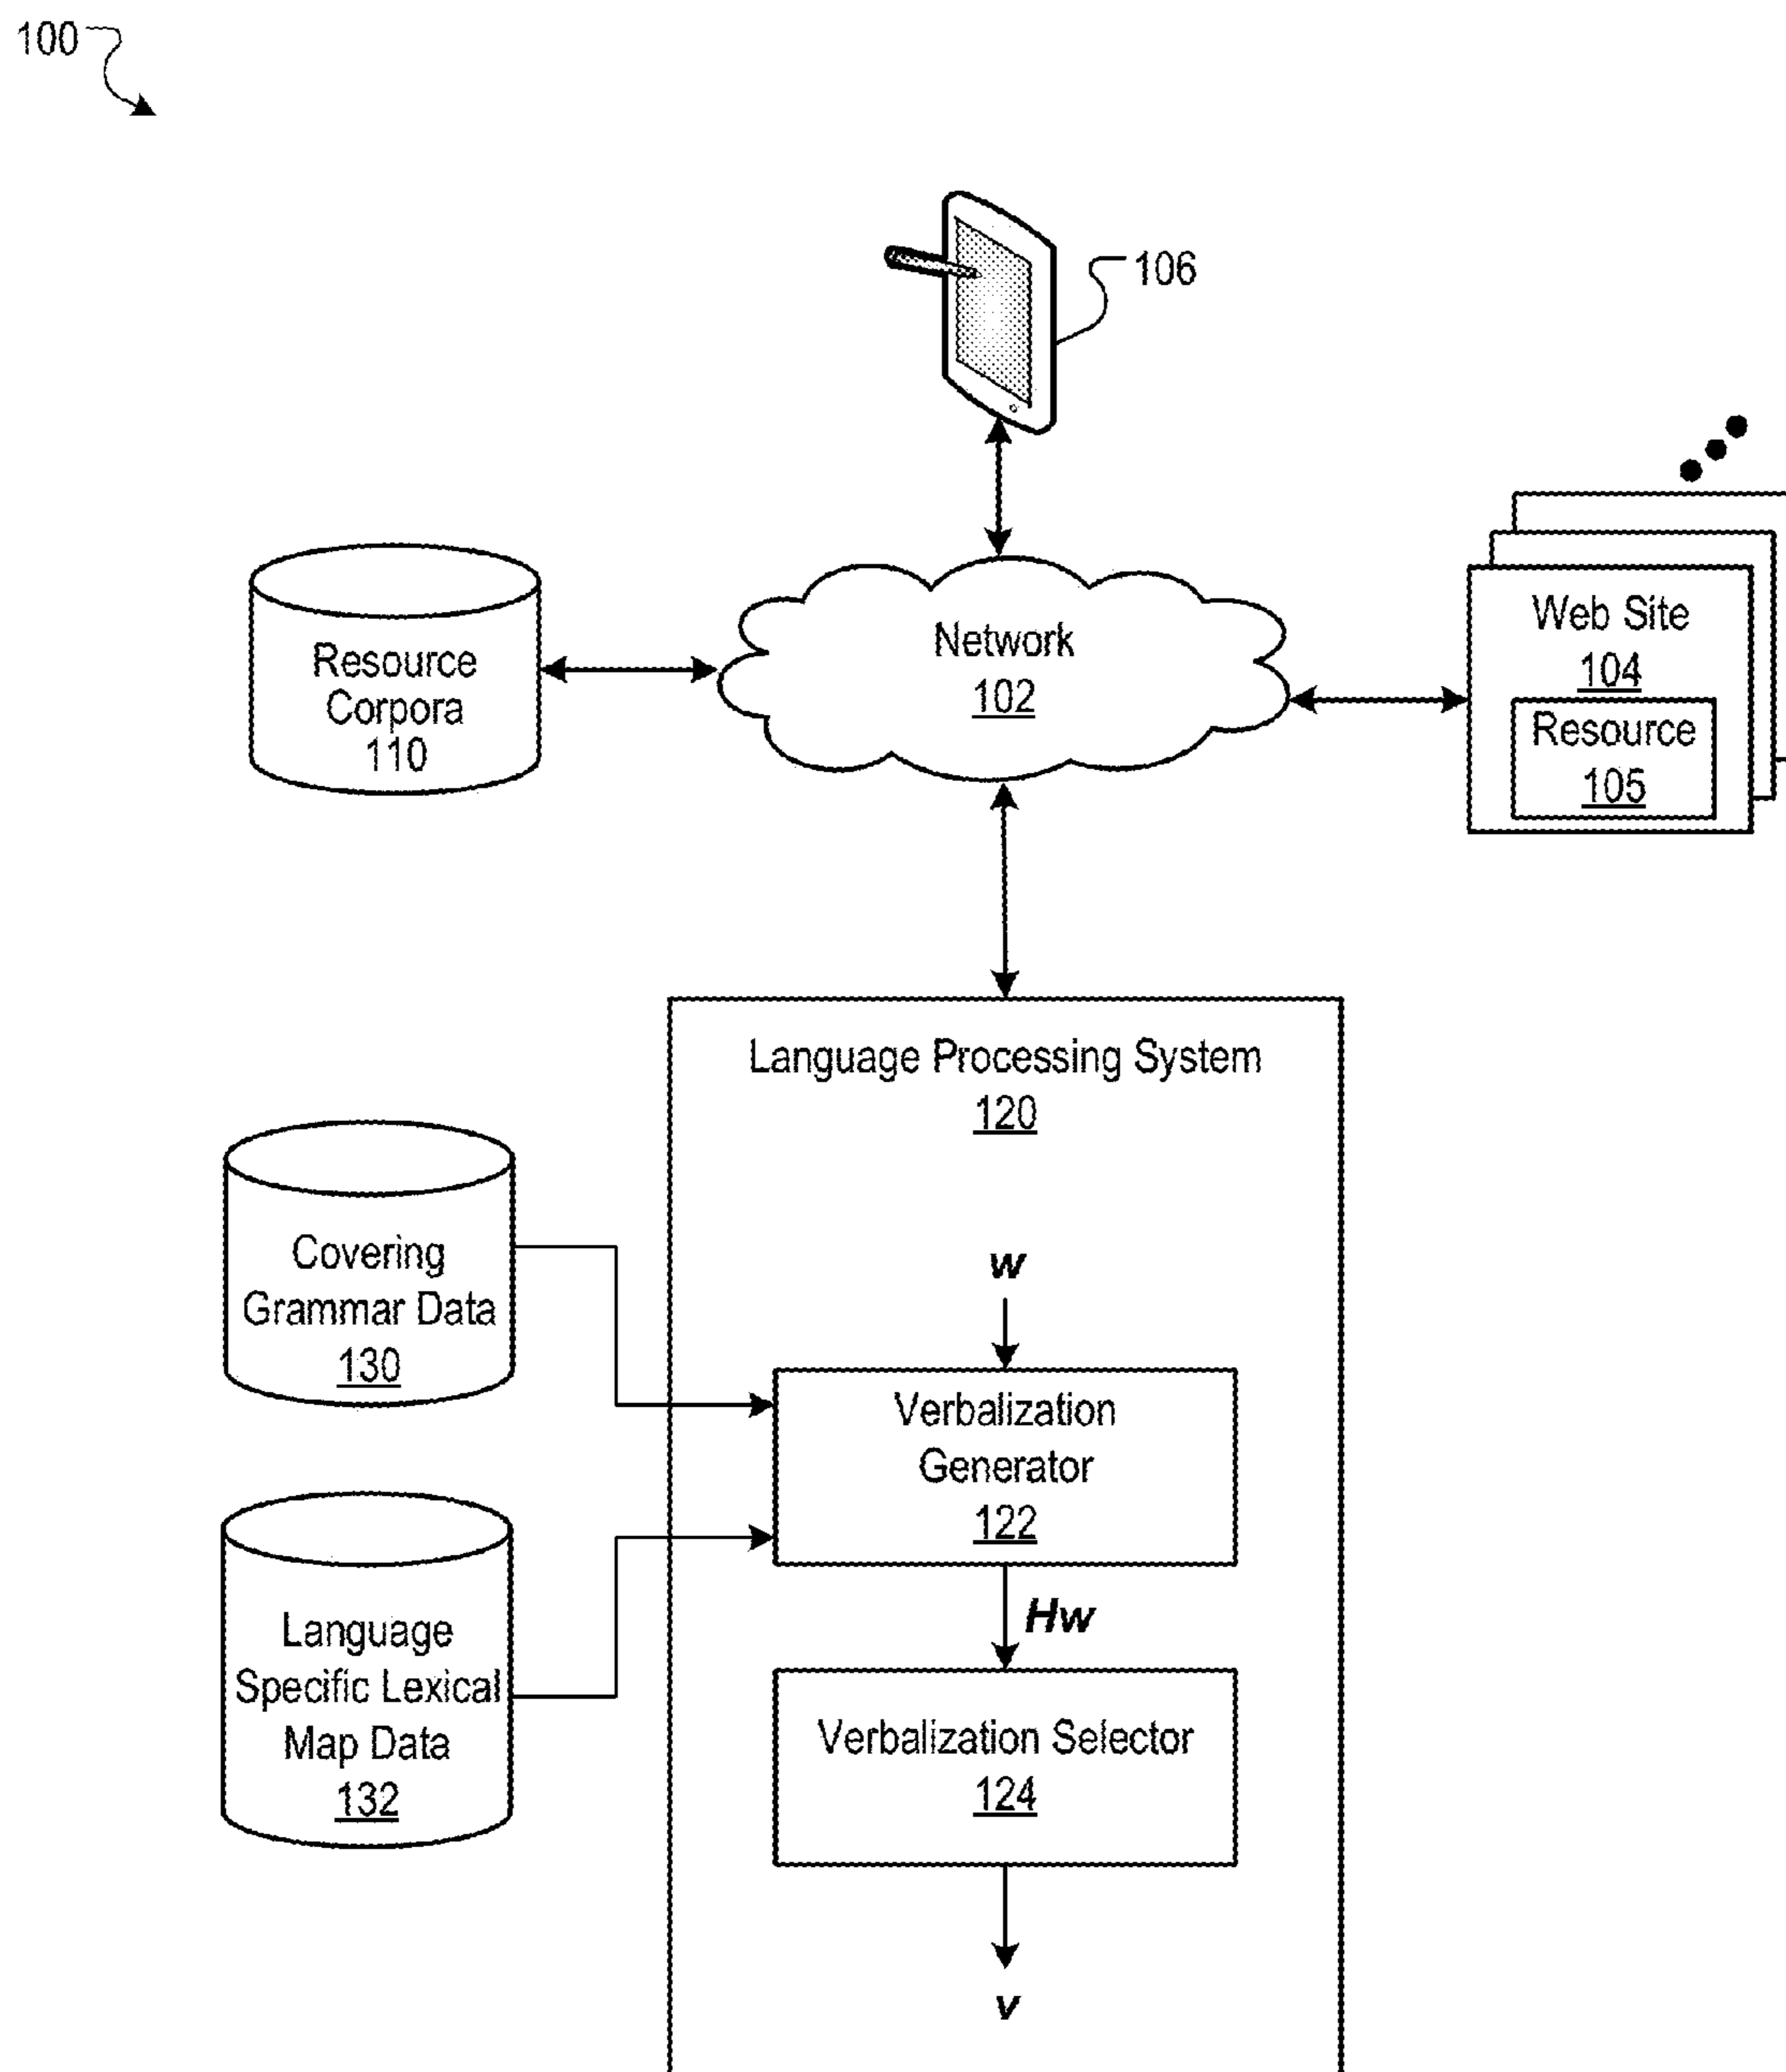 100
106
Resource
Corpora
110
Network
102
Web Site
104
Resource
105
Language Processing System
120
Covering
Grammar Data
130
w
Verbalization
Generator
122
Language
Specific Lexical
Map Data
132
Hw
Verbalization Selector
124
v